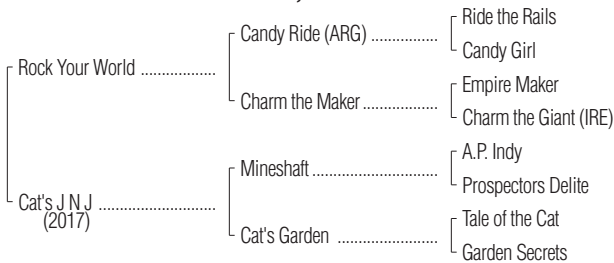 Ride the Rails
Candy Ride (ARG) ................
Candy Girl
Rock Your World ..................
Empire Maker
Charm the Maker ..................
Charm the Giant (IRE)
A.P. Indy
Mineshaft ..............................
Prospectors Delite
Cat's J N J ............................
(2017)
Tale of the Cat
Cat's Garden ........................
Garden Secrets